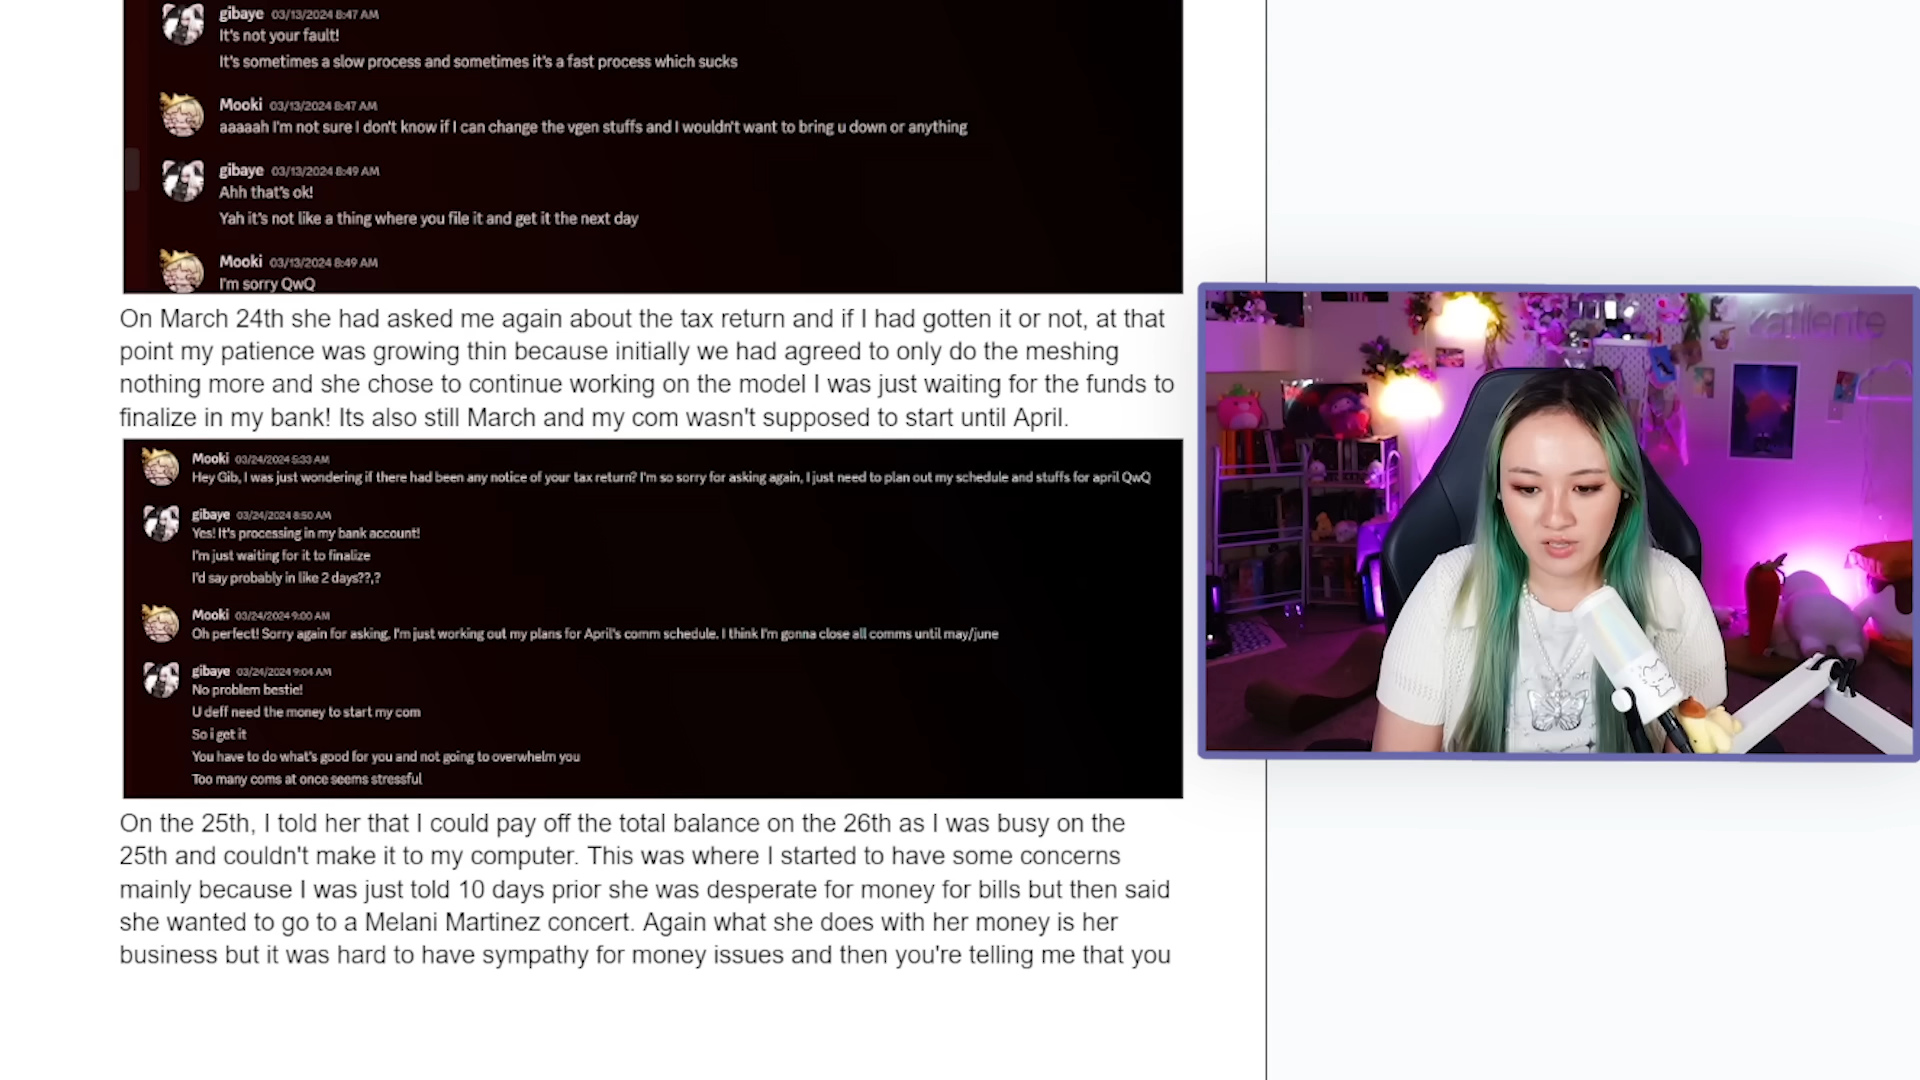 gibaye 03/13/2024 8:47 AM
It's not your fault!
It's sometimes a slow process and sometimes it's a fast process which sucks
Mooki 03/13/2024 8:47 AM
aaaaah I'm not sure I don't know if I can change the vgen stuffs and I wouldn't want to bring u down or anything
gibaye 03/13/2024 8:49 AM
Ahh that's ok!
Yah it's not like a thing where you file it and get it the next day
Mooki 03/13/2024 8:49 AM
I'm sorry QwQ
On March 24th she had asked me again about the tax return and if I had gotten it or not, at that
point my patience was growing thin because initially we had agreed to only do the meshing
nothing more and she chose to continue working on the model I was just waiting for the funds to
finalize in my bank! Its also still March and my com wasn't supposed to start until April.
Mooki 03/24/2024 5:33 AM
Hey Gib, I was just wondering if there had been any notice of your tax return? I'm so sorry for asking again, I just need to plan out my schedule and stuffs for april QwQ
gibaye 03/24/2024 8:50 AM
Yes! It's processing in my bank account!
I'm just waiting for it to finalize
I'd say probably in like 2 days??,?
Mooki 03/24/2024 9:00 AM
Oh perfect! Sorry again for asking, I'm just working out my plans for April's comm schedule. I think I'm gonna close all comms until may/june
gibaye 03/24/2024 9:04 AM
No problem bestie!
U deff need the money to start my com
So i get it
You have to do what's good for you and not going to overwhelm you
Too many coms at once seems stressful
On the 25th, I told her that I could pay off the total balance on the 26th as I was busy on the
25th and couldn't make it to my computer. This was where I started to have some concerns
mainly because I was just told 10 days prior she was desperate for money for bills but then said
she wanted to go to a Melani Martinez concert. Again what she does with her money is her
business but it was hard to have sympathy for money issues and then you're telling me that you